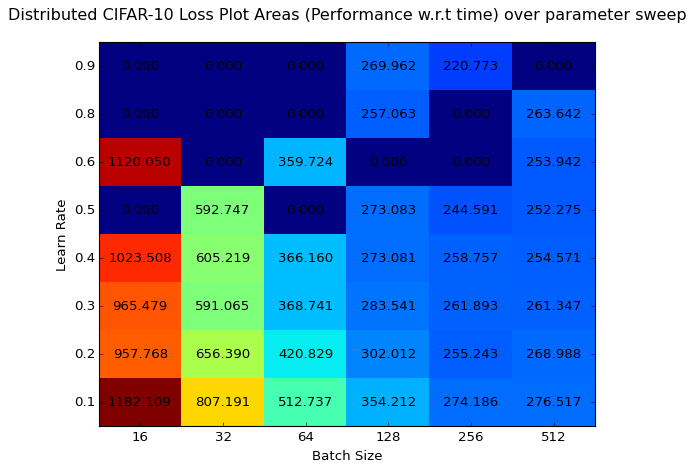 Distributed CIFAR-10 Loss Plot Areas (Performance w.r.t time) over parameter sweep
0.9 0.000 0.000 0.000 269.962 220.773 0.000
0.8 0.000 0.000 0.000 257.063 0.000 263.642
0.6 1120.050 0.000 359.724 0.000 0.000 253.942
0.5 0.000 592.747 0.000 273.083 244.591 252.275
0.4 1023.508 605.219 366.160 273.081 258.757 254.571
0.3 965.479 591.065 368.741 283.541 261.893 261.347
0.2 957.768 656.390 420.829 302.012 255.243 268.988
0.1 1182.109 807.191 512.737 354.212 274.186 276.517
16 32 64 128 256 512
Batch Size
Learn Rate